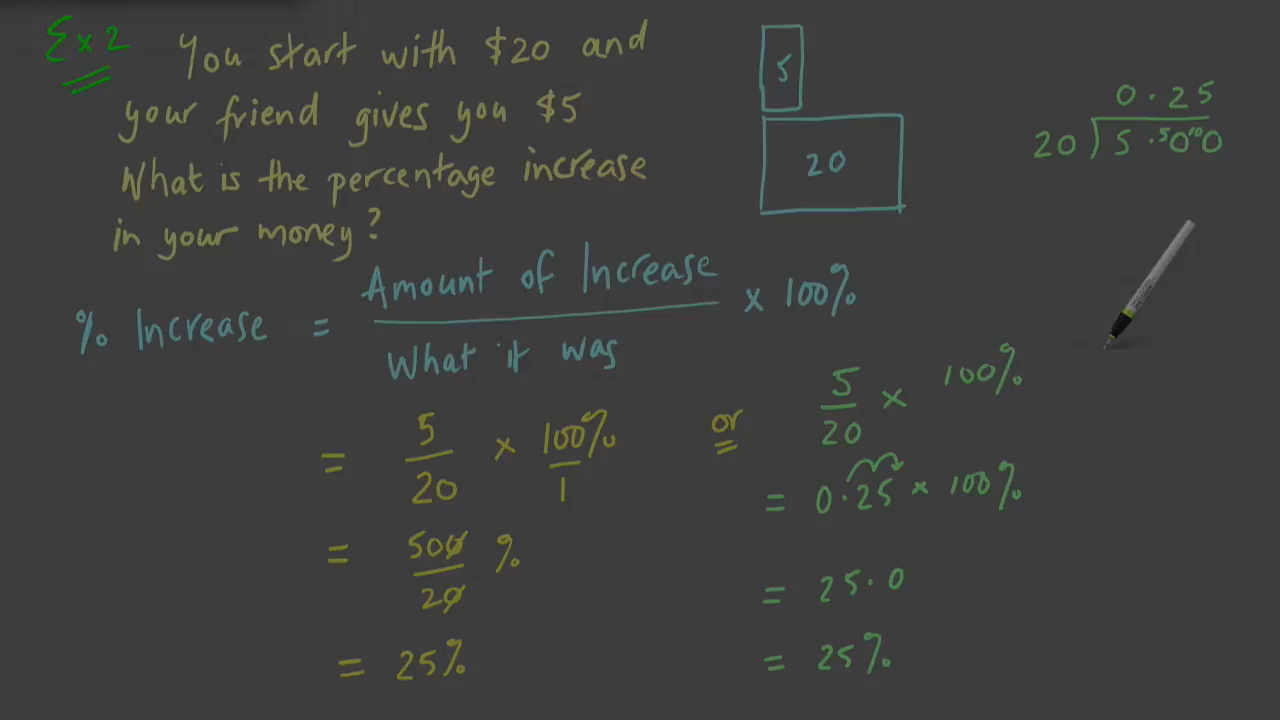 Ex 2 You start with $20 and
your friend gives you $5
What is the percentage increase
in your money?
5
20
0.25
20 ) 5.⁵0¹⁰0
% Increase = Amount of Increase / What it was × 100%
= 5/20 × 100%/1
= 500/20 %
= 25%
or
5/20 × 100%
= 0.25 × 100%
= 25.0
= 25%